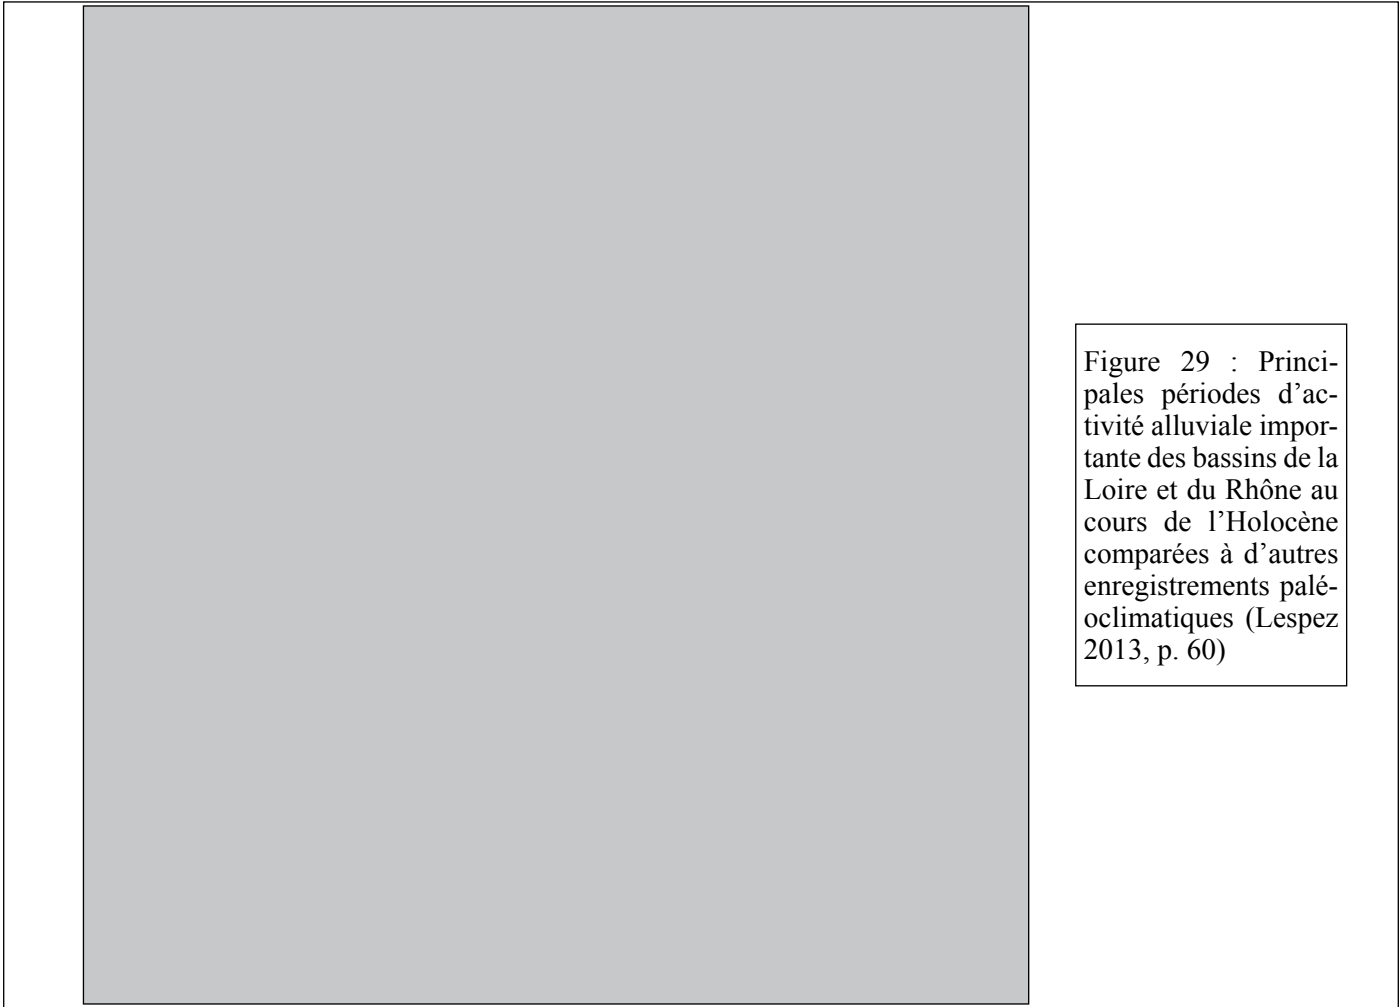 Figure 29 : Princi-
pales périodes d’ac-
tivité alluviale impor-
tante des bassins de la
Loire et du Rhône au
cours de l’Holocène
comparées à d’autres
enregistrements palé-
oclimatiques (Lespez
2013, p. 60)